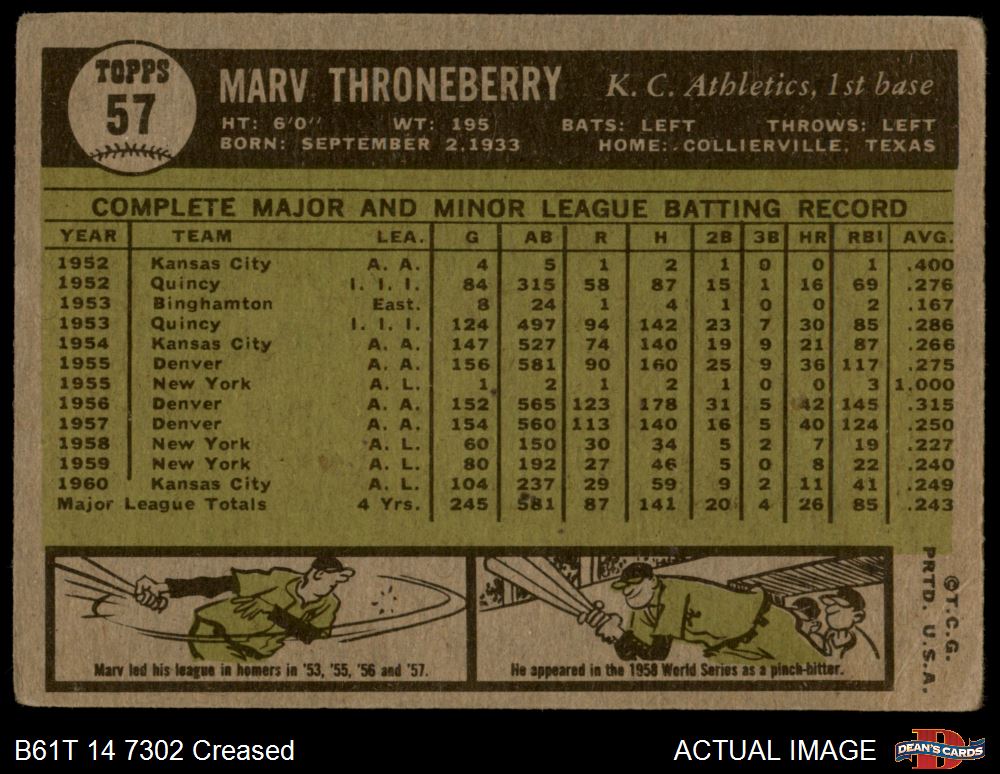 TOPPS
57
MARV THRONEBERRY K. C. Athletics, 1st base
HT: 6'0" WT: 195 BATS: LEFT THROWS: LEFT
BORN: SEPTEMBER 2, 1933 HOME: COLLIERVILLE, TEXAS
COMPLETE MAJOR AND MINOR LEAGUE BATTING RECORD
YEAR TEAM LEA. G AB R H 2B 3B HR RBI AVG.
1952 Kansas City A. A. 4 5 1 2 1 0 0 1 .400
1952 Quincy I. I. I. 84 315 58 87 15 1 16 69 .276
1953 Binghamton East. 8 24 1 4 1 0 0 2 .167
1953 Quincy I. I. I. 124 497 94 142 23 7 30 85 .286
1954 Kansas City A. A. 147 527 74 140 19 9 21 87 .266
1955 Denver A. A. 156 581 90 160 25 9 36 117 .275
1955 New York A. L. 1 2 1 2 1 0 0 3 1.000
1956 Denver A. A. 152 565 123 178 31 5 42 145 .315
1957 Denver A. A. 154 560 113 140 16 5 40 124 .250
1958 New York A. L. 60 150 30 34 5 2 7 19 .227
1959 New York A. L. 80 192 27 46 5 0 8 22 .240
1960 Kansas City A. L. 104 237 29 59 9 2 11 41 .249
Major League Totals 4 Yrs. 245 581 87 141 20 4 26 85 .243
Marv led his league in homers in '53, '55, '56 and '57.
He appeared in the 1958 World Series as a pinch-hitter.
©T.C.G.
PRTD. U.S.A.
B61T 14 7302 Creased
ACTUAL IMAGE
DEAN'S CARDS